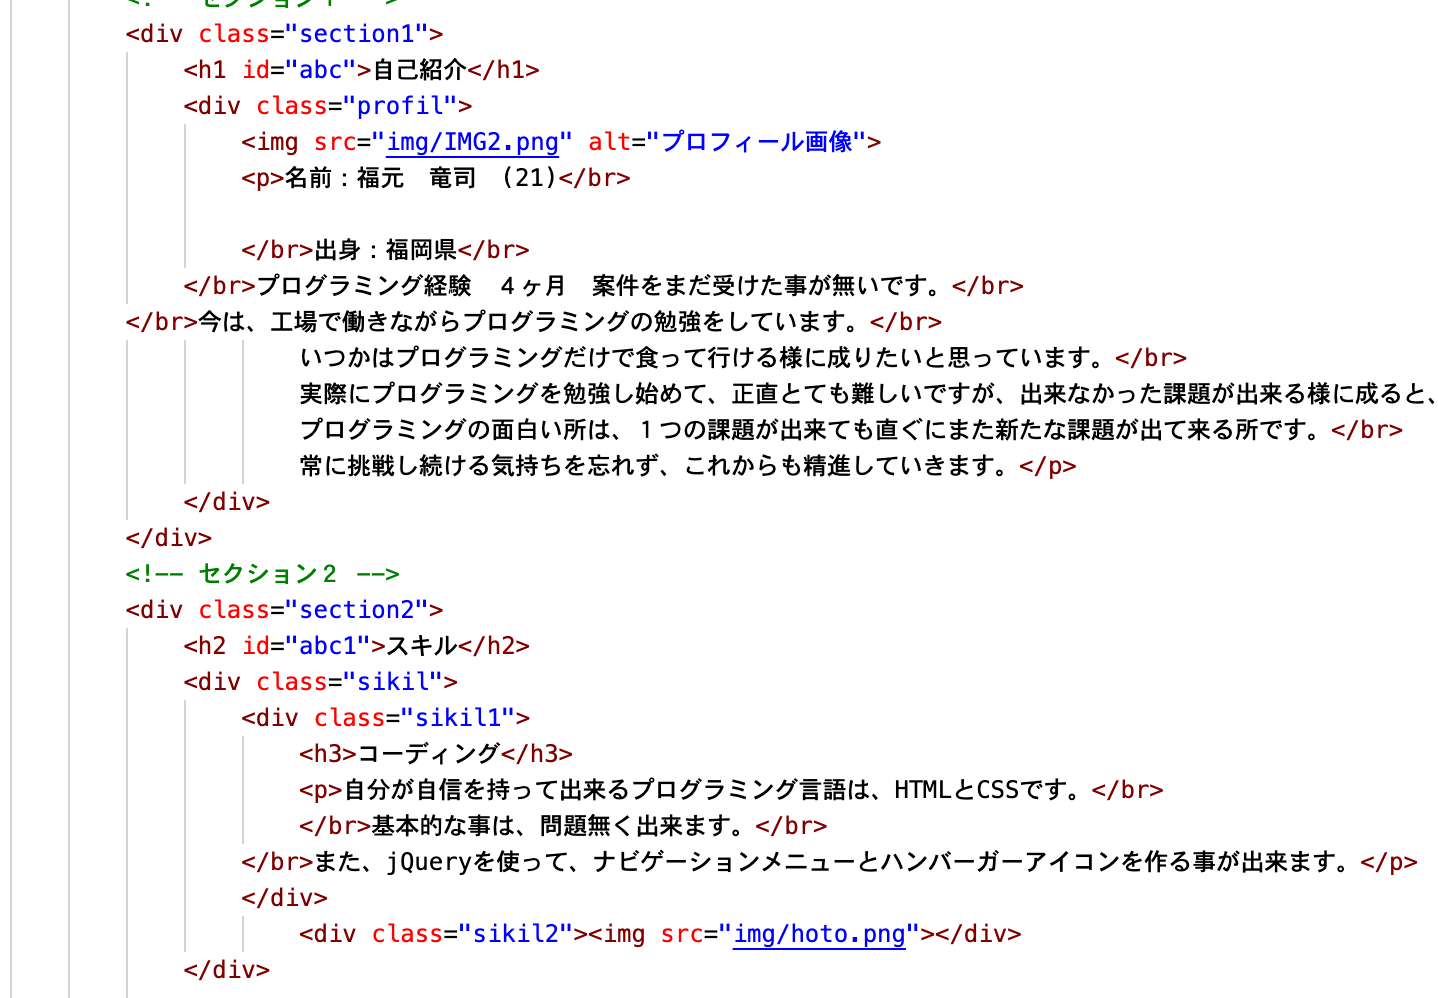 <div class="section1">
<h1 id="abc">自己紹介</h1>
<div class="profil">
<img src="img/IMG2.png" alt="プロフィール画像">
<p>名前：福元　竜司　(21)</br>
</br>出身：福岡県</br>
</br>プログラミング経験　４ヶ月　案件をまだ受けた事が無いです。</br>
</br>今は、工場で働きながらプログラミングの勉強をしています。</br>
いつかはプログラミングだけで食って行ける様に成りたいと思っています。</br>
実際にプログラミングを勉強し始めて、正直とても難しいですが、出来なかった課題が出来る様に成ると、
プログラミングの面白い所は、１つの課題が出来ても直ぐにまた新たな課題が出て来る所です。</br>
常に挑戦し続ける気持ちを忘れず、これからも精進していきます。</p>
</div>
</div>
<!-- セクション２ -->
<div class="section2">
<h2 id="abc1">スキル</h2>
<div class="sikil">
<div class="sikil1">
<h3>コーディング</h3>
<p>自分が自信を持って出来るプログラミング言語は、HTMLとCSSです。</br>
</br>基本的な事は、問題無く出来ます。</br>
</br>また、jQueryを使って、ナビゲーションメニューとハンバーガーアイコンを作る事が出来ます。</p>
</div>
<div class="sikil2"><img src="img/hoto.png"></div>
</div>